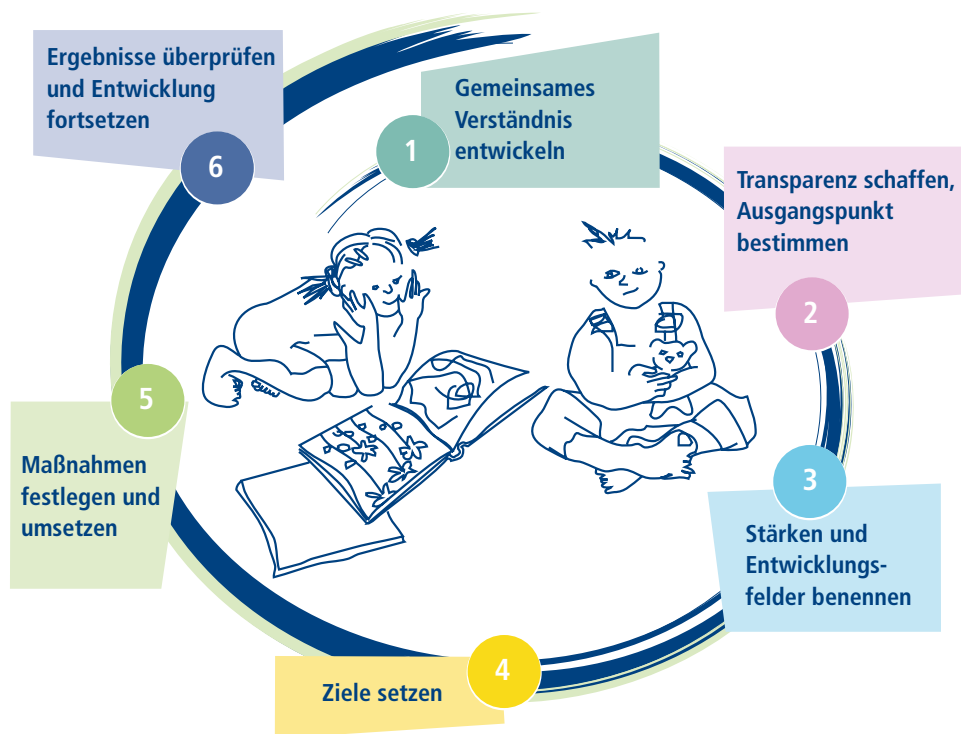 1
Gemeinsames
Verständnis
entwickeln
2
Transparenz schaffen,
Ausgangspunkt
bestimmen
3
Stärken und
Entwicklungs-
felder benennen
4
Ziele setzen
5
Maßnahmen
festlegen und
umsetzen
6
Ergebnisse überprüfen
und Entwicklung
fortsetzen